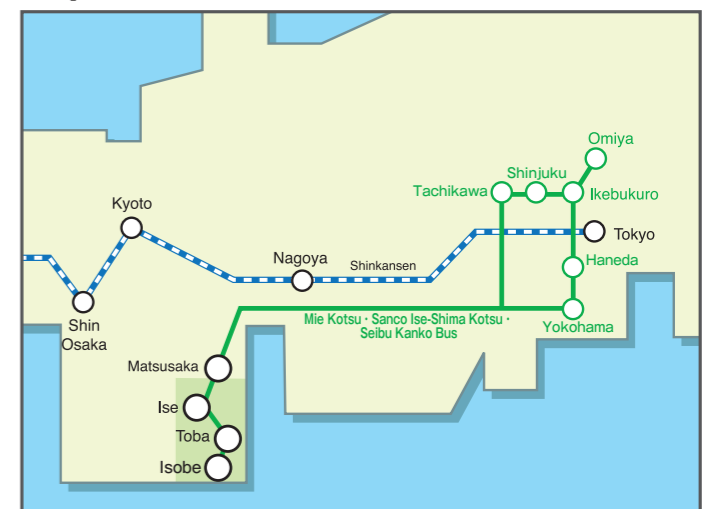 Omiya
Shinjuku
Tachikawa
Ikebukuro
Kyoto
Tokyo
Nagoya
Shinkansen
Haneda
Shin
Osaka
Mie Kotsu · Sanco Ise-Shima Kotsu ·
Seibu Kanko Bus
Yokohama
Matsusaka
Ise
Toba
Isobe